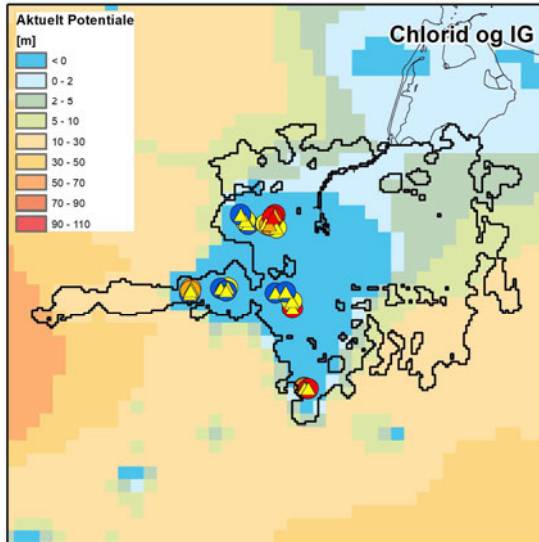 Aktuelt Potentiale
[m]
< 0
0 - 2
2 - 5
5 - 10
10 - 30
30 - 50
50 - 70
70 - 90
90 - 110
Chlorid og IG